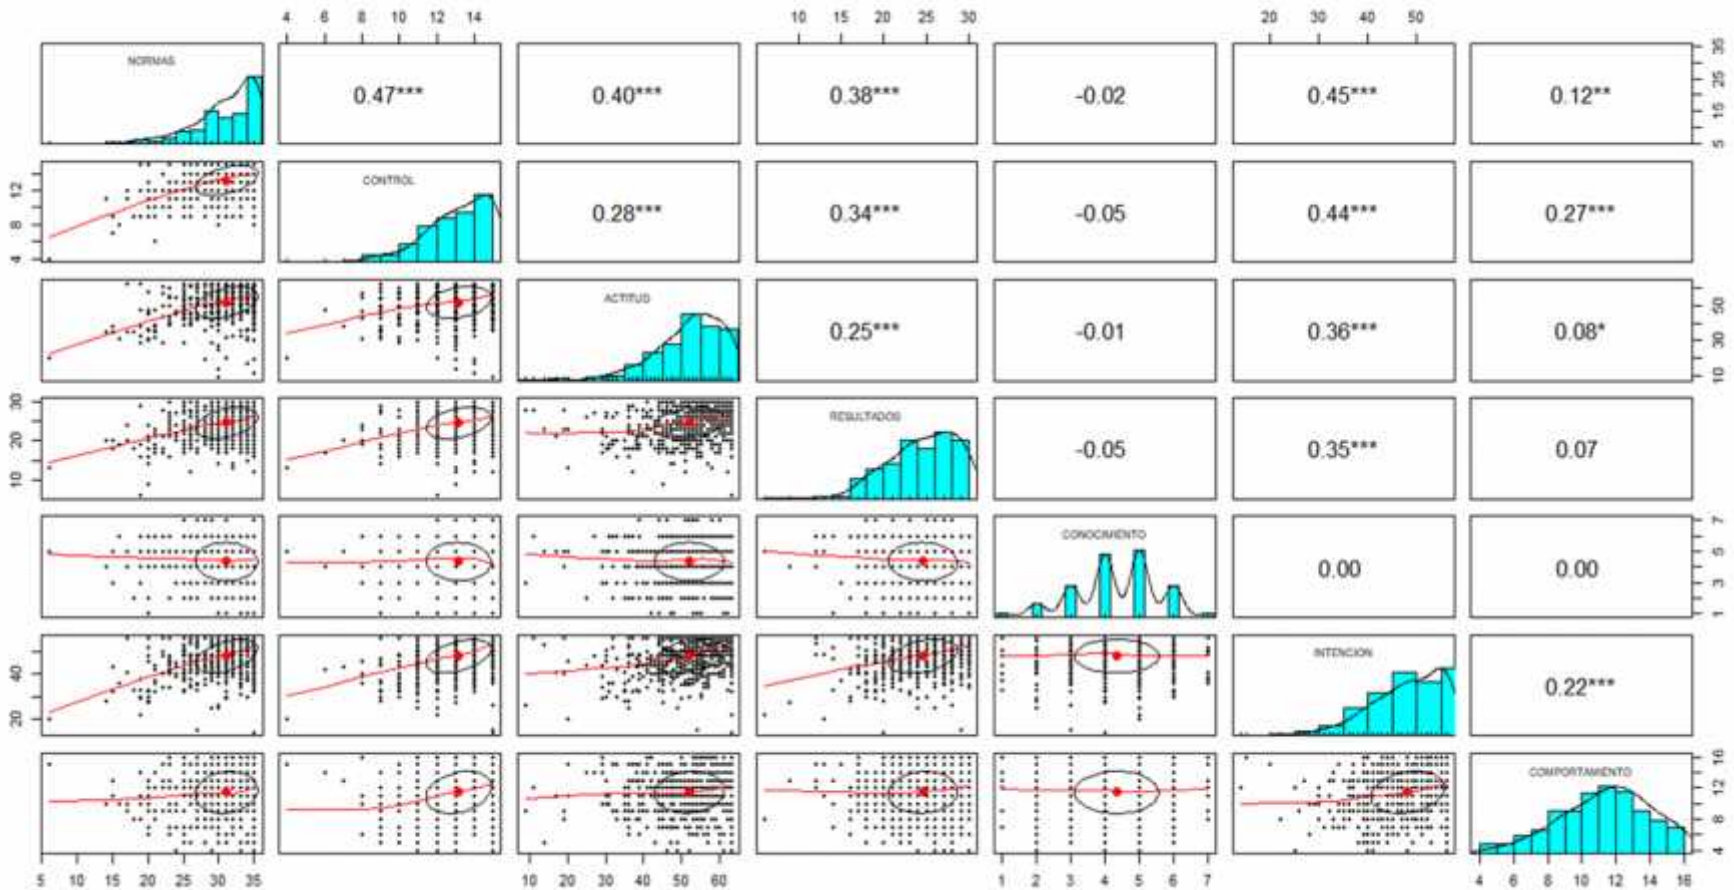 4 6 8 10 12 14 10 15 20 25 30 20 30 40 50
NORMAS
0.47*** 0.40*** 0.38*** -0.02 0.45*** 0.12**
5 15 25 35
4 8 12
CONTROL
0.28*** 0.34*** -0.05 0.44*** 0.27***
ACTITUD
0.25*** -0.01 0.36*** 0.08*
10 30 50
10 20 30
RESULTADOS
-0.05 0.35*** 0.07
CONOCIMIENTO
0.00 0.00
1 3 5 7
20 40
INTENCION
0.22***
COMPORTAMIENTO
4 8 12 16
5 10 15 20 25 30 35 10 20 30 40 50 60 1 2 3 4 5 6 7 4 6 8 10 12 14 16